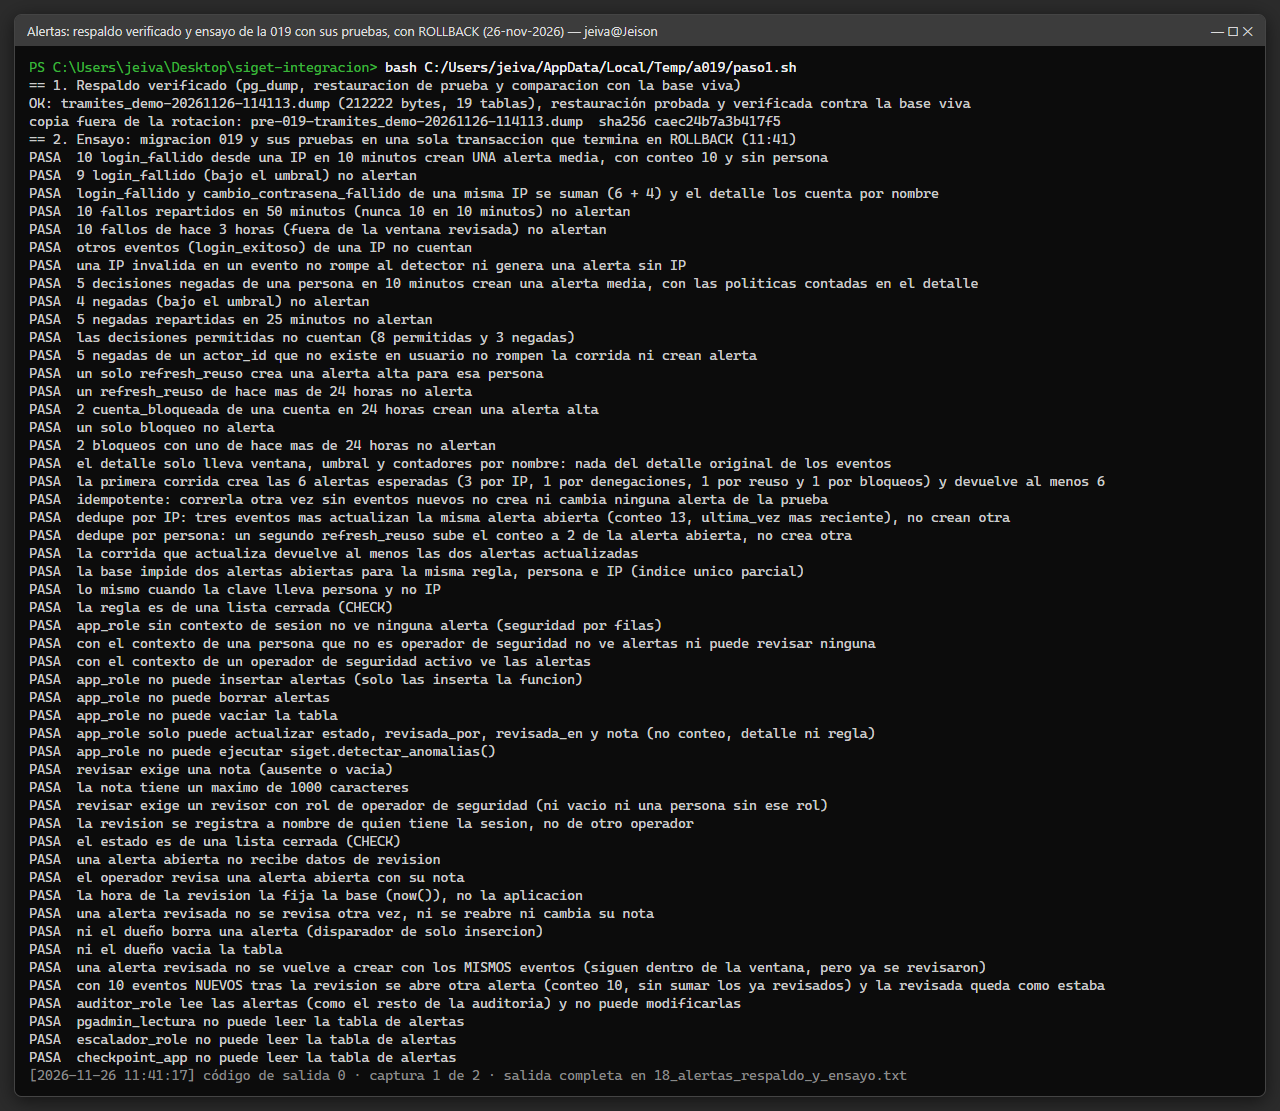 Alertas: respaldo verificado y ensayo de la 019 con sus pruebas, con ROLLBACK (26-nov-2026) — jeiva@Jeison
PS C:\Users\jeiva\Desktop\siget-integracion> bash C:/Users/jeiva/AppData/Local/Temp/a019/paso1.sh
== 1. Respaldo verificado (pg_dump, restauracion de prueba y comparacion con la base viva)
OK: tramites_demo-20261126-114113.dump (212222 bytes, 19 tablas), restauración probada y verificada contra la base viva
copia fuera de la rotacion: pre-019-tramites_demo-20261126-114113.dump  sha256 caec24b7a3b417f5
== 2. Ensayo: migracion 019 y sus pruebas en una sola transaccion que termina en ROLLBACK (11:41)
PASA  10 login_fallido desde una IP en 10 minutos crean UNA alerta media, con conteo 10 y sin persona
PASA  9 login_fallido (bajo el umbral) no alertan
PASA  login_fallido y cambio_contrasena_fallido de una misma IP se suman (6 + 4) y el detalle los cuenta por nombre
PASA  10 fallos repartidos en 50 minutos (nunca 10 en 10 minutos) no alertan
PASA  10 fallos de hace 3 horas (fuera de la ventana revisada) no alertan
PASA  otros eventos (login_exitoso) de una IP no cuentan
PASA  una IP invalida en un evento no rompe al detector ni genera una alerta sin IP
PASA  5 decisiones negadas de una persona en 10 minutos crean una alerta media, con las politicas contadas en el detalle
PASA  4 negadas (bajo el umbral) no alertan
PASA  5 negadas repartidas en 25 minutos no alertan
PASA  las decisiones permitidas no cuentan (8 permitidas y 3 negadas)
PASA  5 negadas de un actor_id que no existe en usuario no rompen la corrida ni crean alerta
PASA  un solo refresh_reuso crea una alerta alta para esa persona
PASA  un refresh_reuso de hace mas de 24 horas no alerta
PASA  2 cuenta_bloqueada de una cuenta en 24 horas crean una alerta alta
PASA  un solo bloqueo no alerta
PASA  2 bloqueos con uno de hace mas de 24 horas no alertan
PASA  el detalle solo lleva ventana, umbral y contadores por nombre: nada del detalle original de los eventos
PASA  la primera corrida crea las 6 alertas esperadas (3 por IP, 1 por denegaciones, 1 por reuso y 1 por bloqueos) y devuelve al menos 6
PASA  idempotente: correrla otra vez sin eventos nuevos no crea ni cambia ninguna alerta de la prueba
PASA  dedupe por IP: tres eventos mas actualizan la misma alerta abierta (conteo 13, ultima_vez mas reciente), no crean otra
PASA  dedupe por persona: un segundo refresh_reuso sube el conteo a 2 de la alerta abierta, no crea otra
PASA  la corrida que actualiza devuelve al menos las dos alertas actualizadas
PASA  la base impide dos alertas abiertas para la misma regla, persona e IP (indice unico parcial)
PASA  lo mismo cuando la clave lleva persona y no IP
PASA  la regla es de una lista cerrada (CHECK)
PASA  app_role sin contexto de sesion no ve ninguna alerta (seguridad por filas)
PASA  con el contexto de una persona que no es operador de seguridad no ve alertas ni puede revisar ninguna
PASA  con el contexto de un operador de seguridad activo ve las alertas
PASA  app_role no puede insertar alertas (solo las inserta la funcion)
PASA  app_role no puede borrar alertas
PASA  app_role no puede vaciar la tabla
PASA  app_role solo puede actualizar estado, revisada_por, revisada_en y nota (no conteo, detalle ni regla)
PASA  app_role no puede ejecutar siget.detectar_anomalias()
PASA  revisar exige una nota (ausente o vacia)
PASA  la nota tiene un maximo de 1000 caracteres
PASA  revisar exige un revisor con rol de operador de seguridad (ni vacio ni una persona sin ese rol)
PASA  la revision se registra a nombre de quien tiene la sesion, no de otro operador
PASA  el estado es de una lista cerrada (CHECK)
PASA  una alerta abierta no recibe datos de revision
PASA  el operador revisa una alerta abierta con su nota
PASA  la hora de la revision la fija la base (now()), no la aplicacion
PASA  una alerta revisada no se revisa otra vez, ni se reabre ni cambia su nota
PASA  ni el dueño borra una alerta (disparador de solo insercion)
PASA  ni el dueño vacia la tabla
PASA  una alerta revisada no se vuelve a crear con los MISMOS eventos (siguen dentro de la ventana, pero ya se revisaron)
PASA  con 10 eventos NUEVOS tras la revision se abre otra alerta (conteo 10, sin sumar los ya revisados) y la revisada queda como estaba
PASA  auditor_role lee las alertas (como el resto de la auditoria) y no puede modificarlas
PASA  pgadmin_lectura no puede leer la tabla de alertas
PASA  escalador_role no puede leer la tabla de alertas
PASA  checkpoint_app no puede leer la tabla de alertas
[2026-11-26 11:41:17] código de salida 0 · captura 1 de 2 · salida completa en 18_alertas_respaldo_y_ensayo.txt